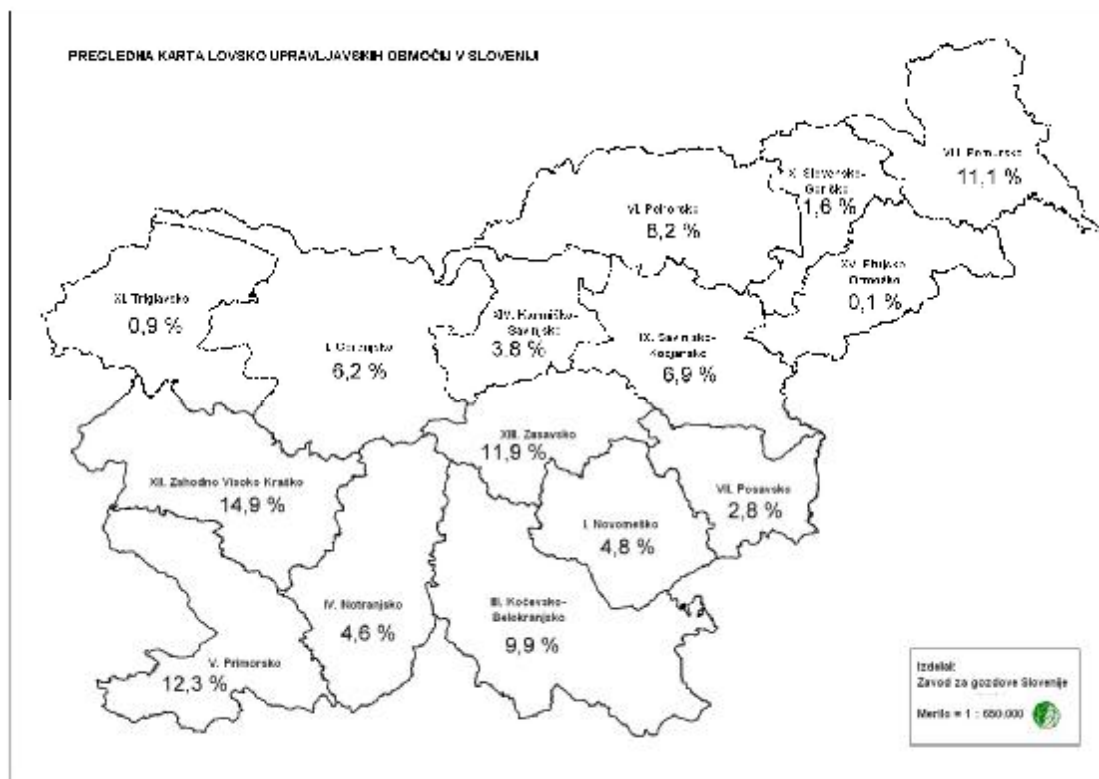 PREGLEDNA KARTA LOVSKO UPRAVLJAVSKIH OBMOČIJ V SLOVENIJI
VIII. Pomursko
11,1 %
X. Slovensko-
Goriško
1,6 %
VI. Pohorsko
8,2 %
XV. Ptujsko-
Ormoško
0,1 %
XI. Triglavsko
0,9 %
XIV. Kamniško-
Savinjsko
3,8 %
I. Gorenjsko
6,2 %
IX. Savinjsko-
Kozjansko
6,9 %
XIII. Zasavsko
11,9 %
XII. Zahodno Visoko Kraško
14,9 %
VII. Posavsko
2,8 %
I. Novomeško
4,8 %
IV. Notranjsko
4,6 %
III. Kočevsko-
Belokranjsko
9,9 %
V. Primorsko
12,3 %
Izdelal:
Zavod za gozdove Slovenije
Merilo = 1 : 650.000